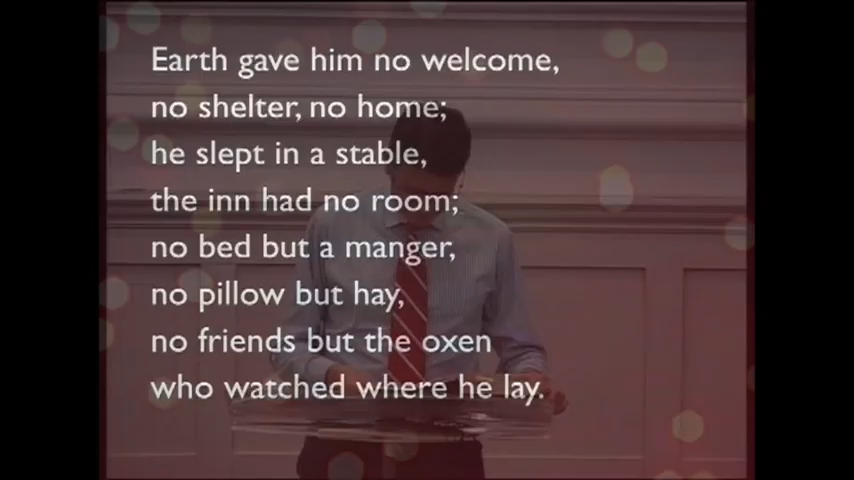 Earth gave him no welcome,
no shelter, no home;
he slept in a stable,
the inn had no room;
no bed but a manger,
no pillow but hay,
no friends but the oxen
who watched where he lay.